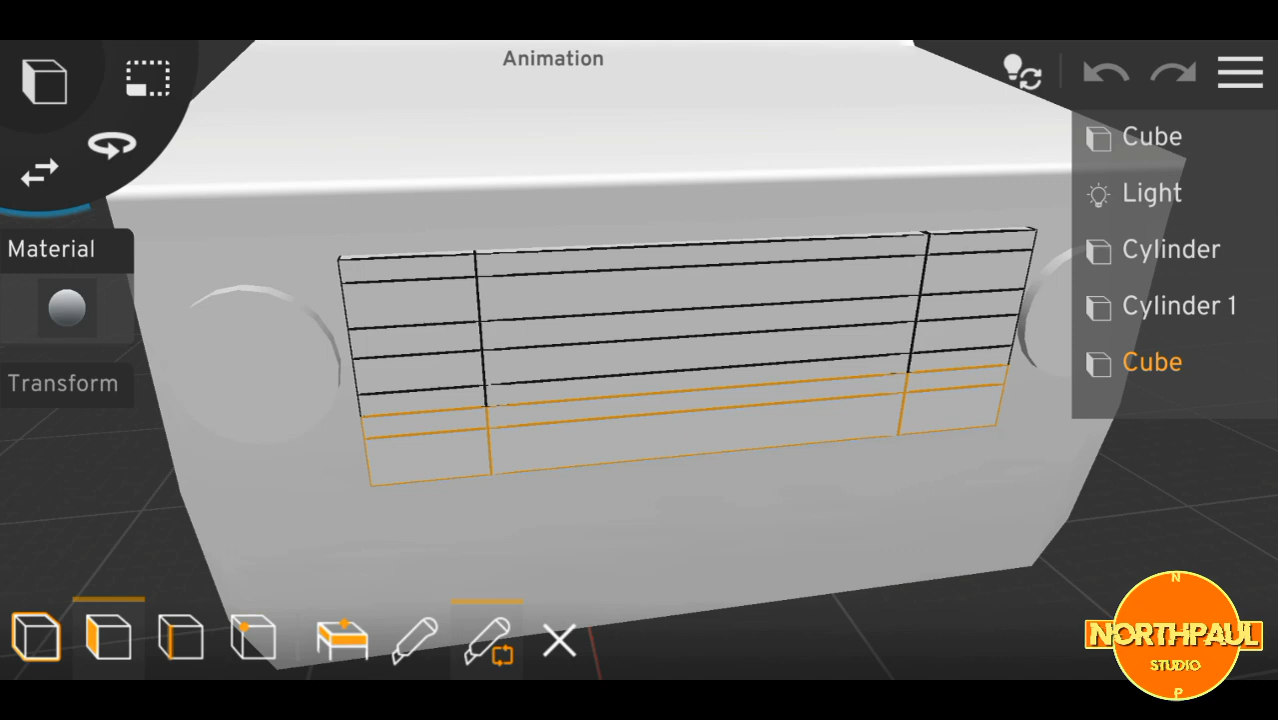 Animation
Cube
Light
Cylinder
Cylinder 1
Cube
Material
Transform
N
NORTHPAUL
STUDIO
P